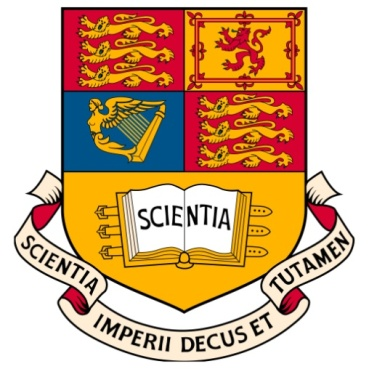 SCIENTIA
SCIENTIA
IMPERII DECUS ET
TUTAMEN